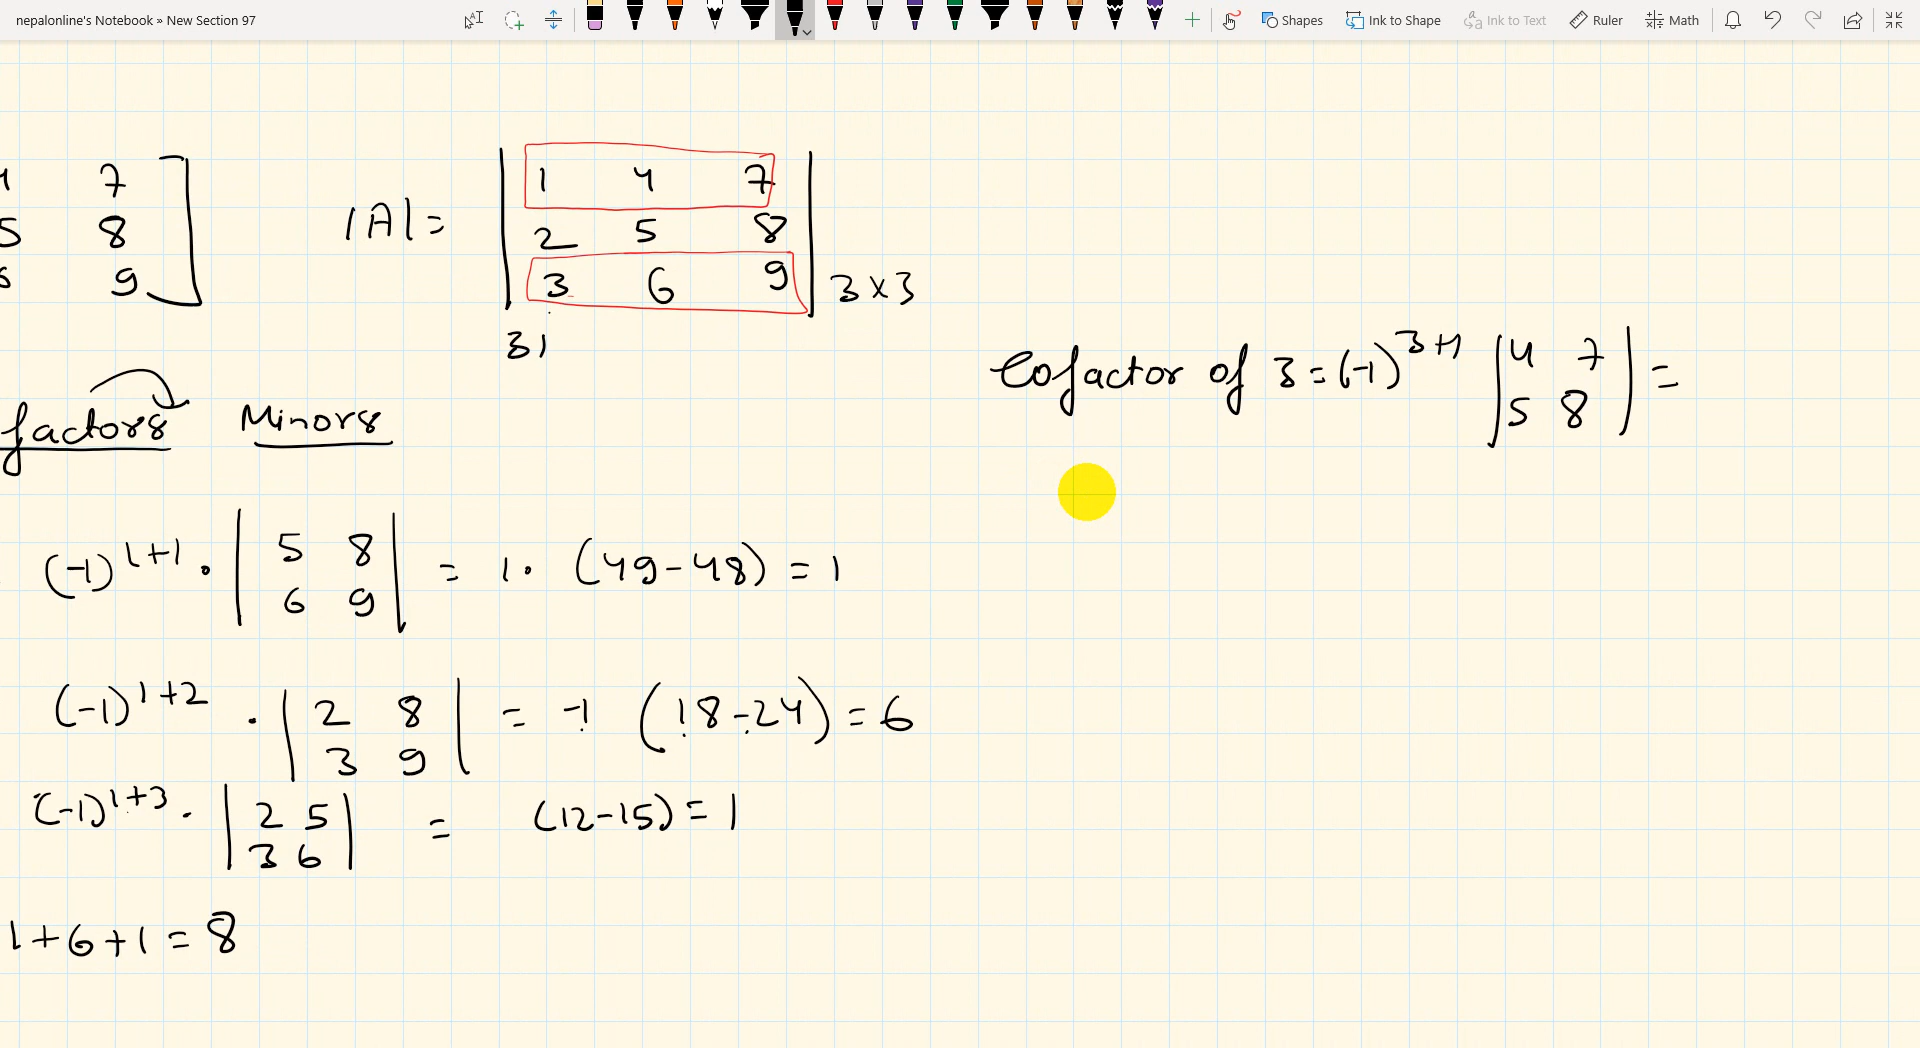 nepalonline's Notebook » New Section 97
Shapes Ink to Shape Ink to Text Ruler Math
4 7
5 8
6 9
|A| =
1 4 7
2 5 8
3 6 9
3 × 3
31
Cofactor of 3 = (-1)^3+1 |4 7| =
|5 8|
factors Minors
(-1)^1+1 · |5 8| = 1 · (49 - 48) = 1
|6 9|
(-1)^1+2 · |2 8| = -1 (18 - 24) = 6
|3 9|
(-1)^1+3 · |2 5| = (12 - 15) = 1
|3 6|
1 + 6 + 1 = 8